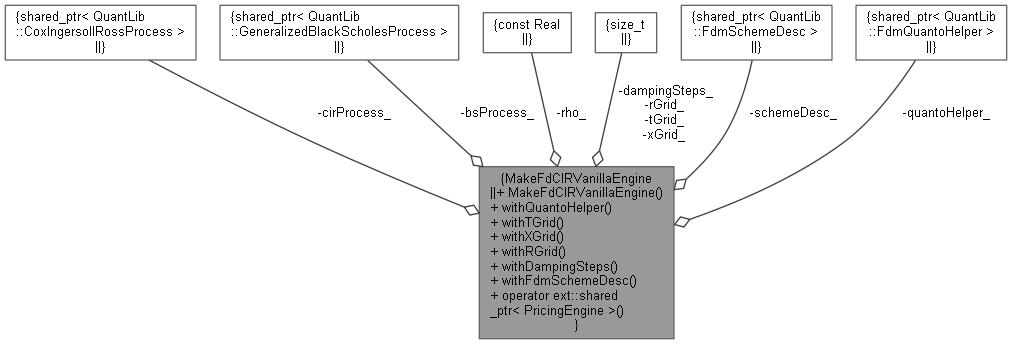 {shared_ptr< QuantLib
::CoxIngersollRossProcess >
||}
{shared_ptr< QuantLib
::GeneralizedBlackScholesProcess >
||}
{const Real
||}
{size_t
||}
{shared_ptr< QuantLib
::FdmSchemeDesc >
||}
{shared_ptr< QuantLib
::FdmQuantoHelper >
||}
-cirProcess_
-bsProcess_
-rho_
-dampingSteps_
-rGrid_
-tGrid_
-xGrid_
-schemeDesc_
-quantoHelper_
{MakeFdCIRVanillaEngine
||+ MakeFdCIRVanillaEngine()
+ withQuantoHelper()
+ withTGrid()
+ withXGrid()
+ withRGrid()
+ withDampingSteps()
+ withFdmSchemeDesc()
+ operator ext::shared
_ptr< PricingEngine >()
}